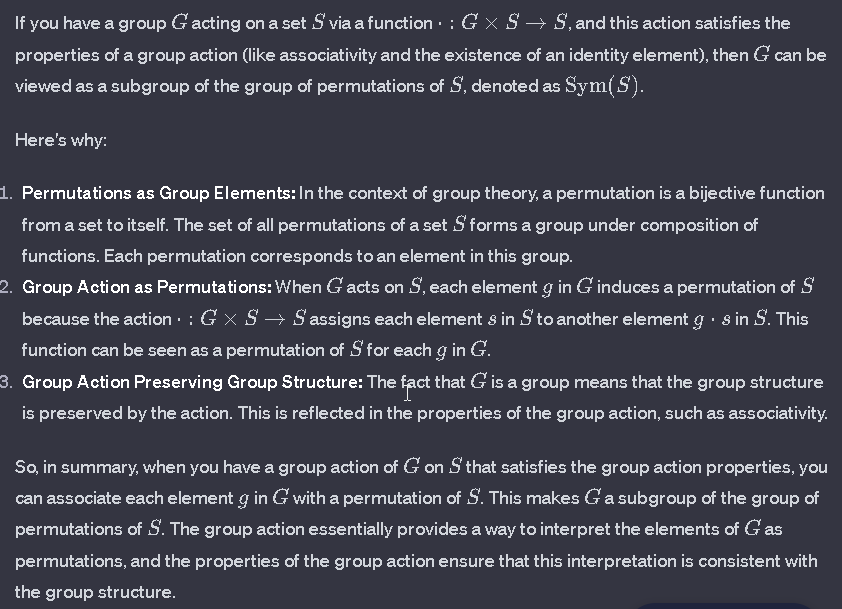 If you have a group G acting on a set S via a function · : G × S → S, and this action satisfies the
properties of a group action (like associativity and the existence of an identity element), then G can be
viewed as a subgroup of the group of permutations of S, denoted as Sym(S).
Here's why:
1. Permutations as Group Elements: In the context of group theory, a permutation is a bijective function
from a set to itself. The set of all permutations of a set S forms a group under composition of
functions. Each permutation corresponds to an element in this group.
2. Group Action as Permutations: When G acts on S, each element g in G induces a permutation of S
because the action · : G × S → S assigns each element s in S to another element g · s in S. This
function can be seen as a permutation of S for each g in G.
3. Group Action Preserving Group Structure: The fact that G is a group means that the group structure
is preserved by the action. This is reflected in the properties of the group action, such as associativity.
So, in summary, when you have a group action of G on S that satisfies the group action properties, you
can associate each element g in G with a permutation of S. This makes G a subgroup of the group of
permutations of S. The group action essentially provides a way to interpret the elements of G as
permutations, and the properties of the group action ensure that this interpretation is consistent with
the group structure.